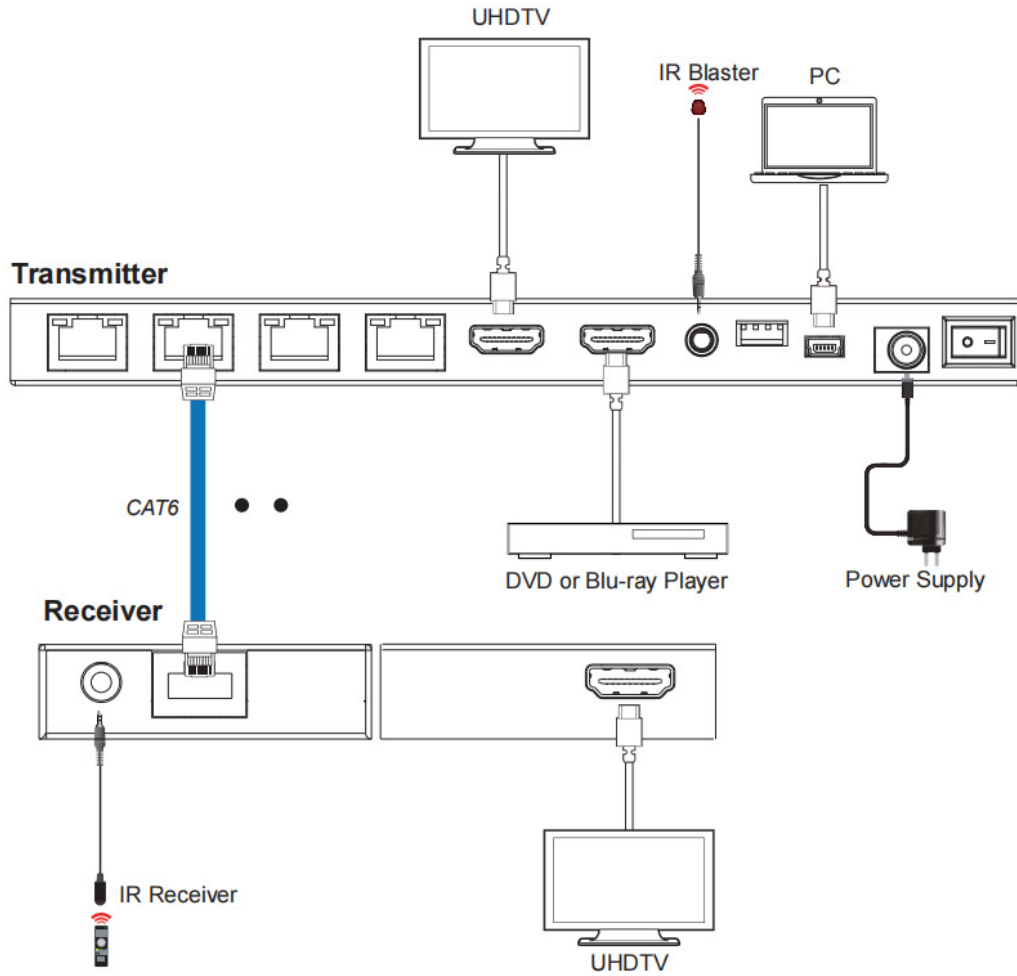 UHDTV
IR Blaster
PC
Transmitter
CAT6
DVD or Blu-ray Player
Power Supply
Receiver
IR Receiver
UHDTV